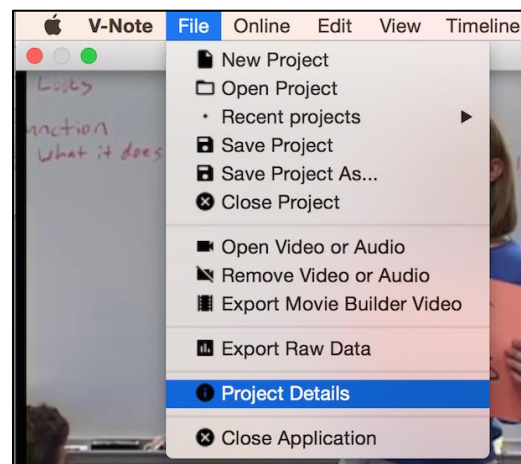 V-Note File Online Edit View Timeline
New Project
Open Project
Recent projects
Save Project
Save Project As...
Close Project
Open Video or Audio
Remove Video or Audio
Export Movie Builder Video
Export Raw Data
Project Details
Close Application
Looks
unction
What it does